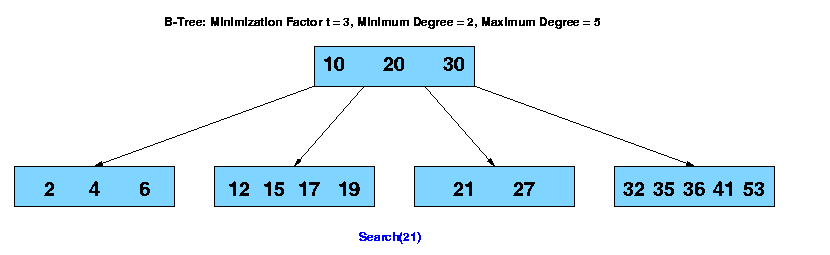 B-Tree: Minimization Factor t = 3, Minimum Degree = 2, Maximum Degree = 5
10 20 30
2 4 6 12 15 17 19 21 27 32 35 36 41 53
Search(21)